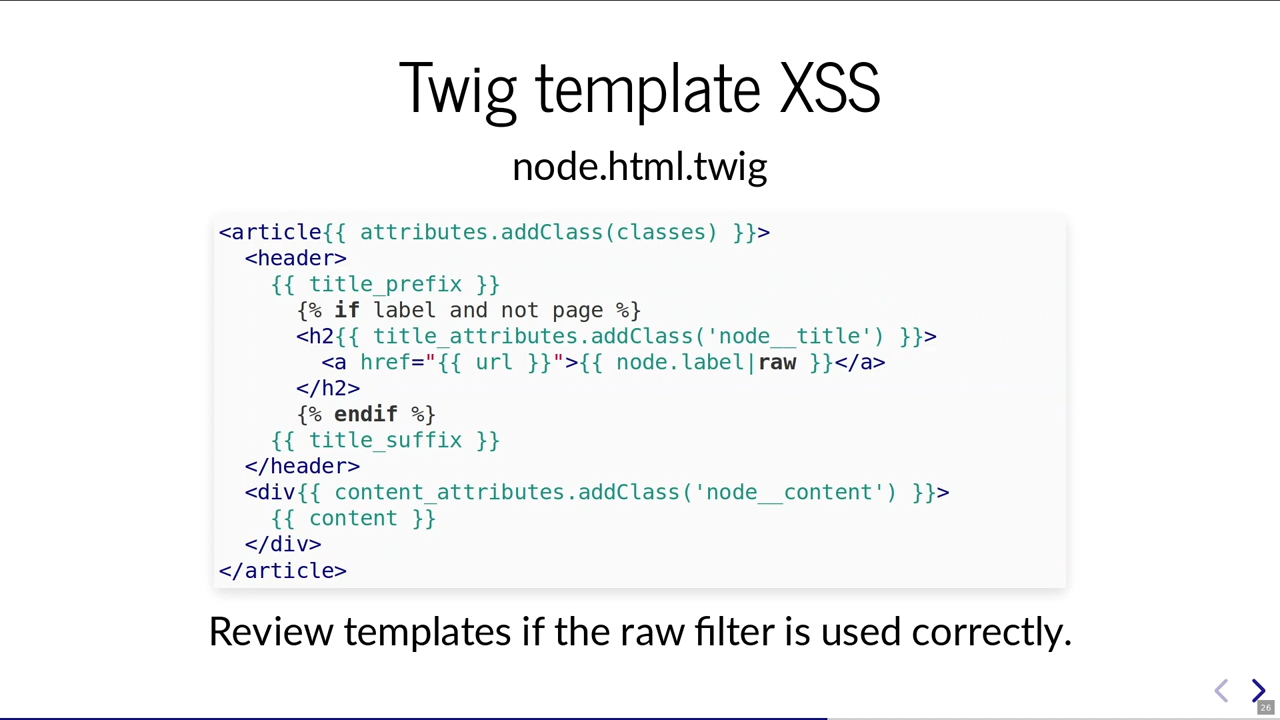 Twig template XSS
node.html.twig
<article{{ attributes.addClass(classes) }}>
  <header>
    {{ title_prefix }}
      {% if label and not page %}
      <h2{{ title_attributes.addClass('node__title') }}>
        <a href="{{ url }}">{{ node.label|raw }}</a>
      </h2>
      {% endif %}
    {{ title_suffix }}
  </header>
  <div{{ content_attributes.addClass('node__content') }}>
    {{ content }}
  </div>
</article>
Review templates if the raw filter is used correctly.
26